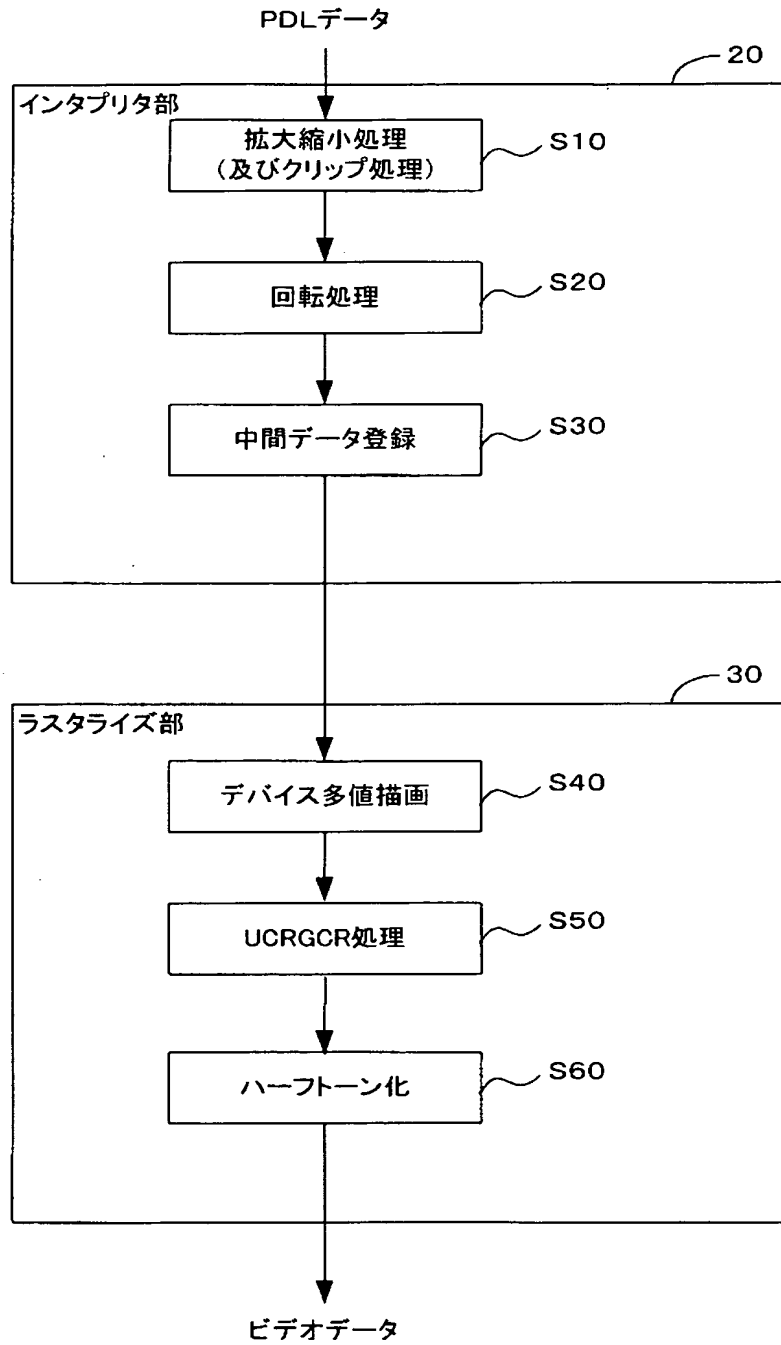 PDLデータ
20
インタプリタ部
拡大縮小処理
(及びクリップ処理)
S10
回転処理
S20
中間データ登録
S30
30
ラスタライズ部
デバイス多値描画
S40
UCRGCR処理
S50
ハーフトーン化
S60
ビデオデータ